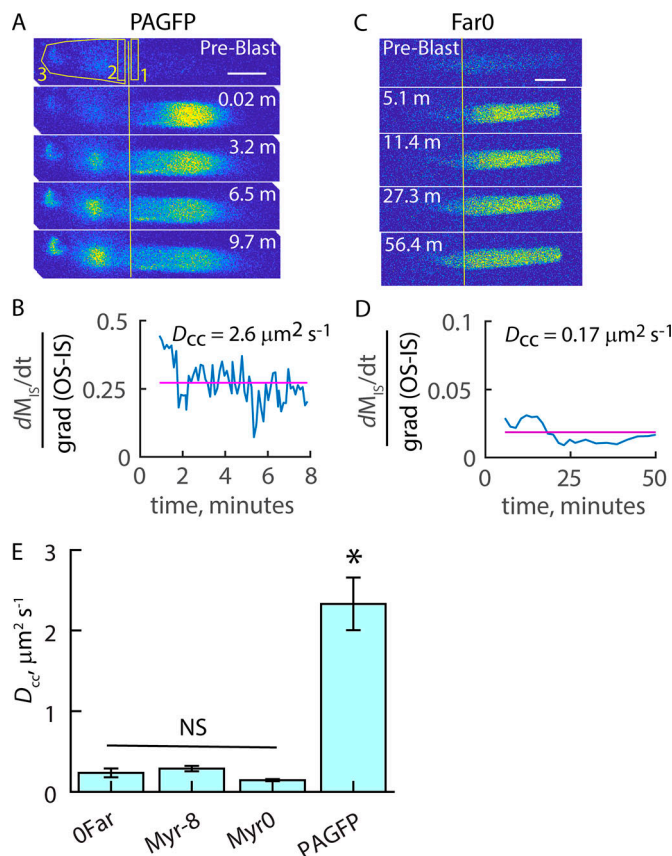 A PAGFP
Pre-Blast
3 2 1
0.02 m
3.2 m
6.5 m
9.7 m
C Far0
Pre-Blast
5.1 m
11.4 m
27.3 m
56.4 m
B
dM_IS/dt
grad (OS-IS)
0.5
0.25
0
D_CC = 2.6 μm² s⁻¹
0 2 4 6 8
time, minutes
D
dM_IS/dt
grad (OS-IS)
0.1
0.05
0
D_CC = 0.17 μm² s⁻¹
0 25 50
time, minutes
E
D_cc, μm² s⁻¹
3
2
1
0
NS
*
0Far Myr-8 Myr0 PAGFP